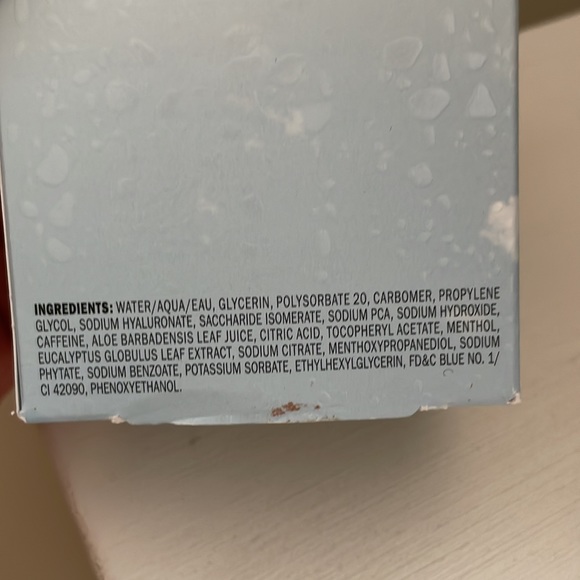 INGREDIENTS: WATER/AQUA/EAU, GLYCERIN, POLYSORBATE 20, CARBOMER, PROPYLENE
GLYCOL, SODIUM HYALURONATE, SACCHARIDE ISOMERATE, SODIUM PCA, SODIUM HYDROXIDE,
CAFFEINE, ALOE BARBADENSIS LEAF JUICE, CITRIC ACID, TOCOPHERYL ACETATE, MENTHOL,
EUCALYPTUS GLOBULUS LEAF EXTRACT, SODIUM CITRATE, MENTHOXYPROPANEDIOL, SODIUM
PHYTATE, SODIUM BENZOATE, POTASSIUM SORBATE, ETHYLHEXYLGLYCERIN, FD&C BLUE NO. 1/
CI 42090, PHENOXYETHANOL.